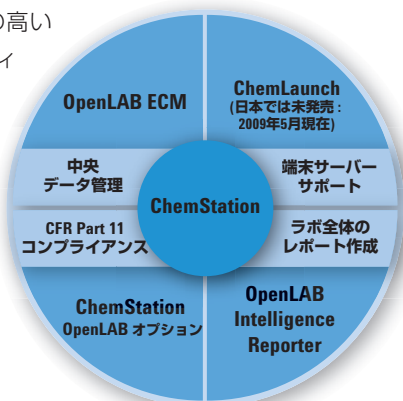 の高い
ィ
OpenLAB ECM
ChemLaunch
(日本では未発売 :
2009年5月現在)
中央
データ管理
端末サーバー
サポート
ChemStation
CFR Part 11
コンプライアンス
ラボ全体の
レポート作成
ChemStation
OpenLAB オプション
OpenLAB
Intelligence
Reporter